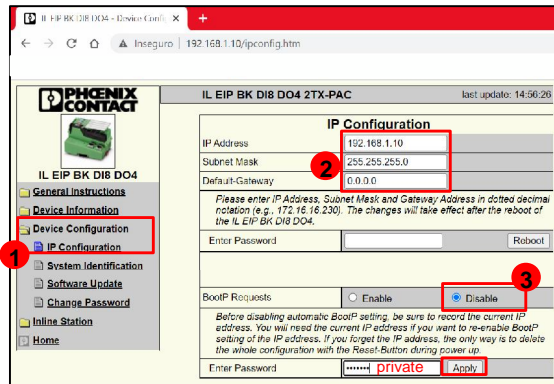 IL EIP BK DI8 DO4 - Device Confi
Inseguro | 192.168.1.10/ipconfig.htm
PHŒNIX
CONTACT
IL EIP BK DI8 DO4
General Instructions
Device Information
Device Configuration
1
IP Configuration
System Identification
Software Update
Change Password
Inline Station
Home
IL EIP BK DI8 DO4 2TX-PAC
last update: 14:56:26
IP Configuration
IP Address
192.168.1.10
Subnet Mask
2
255.255.255.0
Default-Gateway
0.0.0.0
Please enter IP Address, Subnet Mask and Gateway Address in dotted decimal
notation (e.g., 172.16.16.230). The changes will take effect after the reboot of
the IL EIP BK DI8 DO4.
Enter Password
Reboot
3
BootP Requests
Enable
Disable
Before disabling automatic BootP setting, be sure to record the current IP
address. You will need the current IP address if you want to re-enable BootP
setting of the IP address. If you forget the IP address, the only way is to delete
the whole configuration with the Reset-Button during power up.
Enter Password
••••••• private
Apply